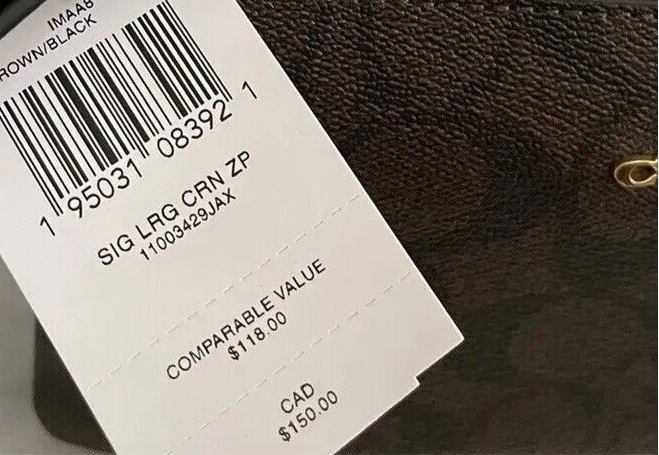 IMAA8
ROWN/BLACK
1 95031 08392 1
SIG LRG CRN ZP
11003429JAX
COMPARABLE VALUE
$118.00
CAD
$150.00